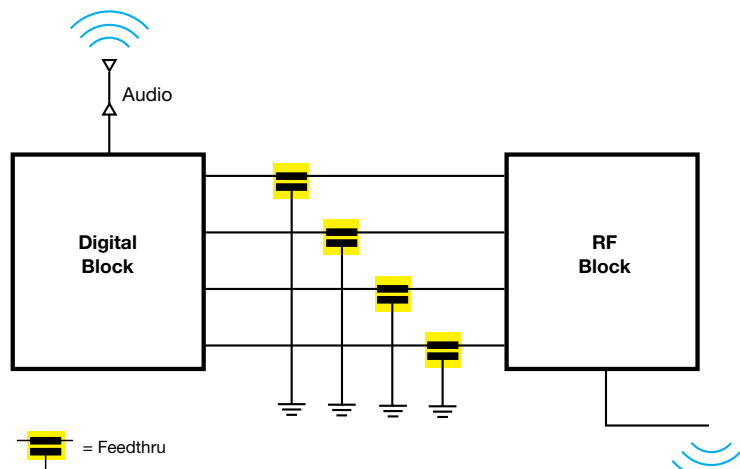 Audio
Digital
Block
RF
Block
= Feedthru